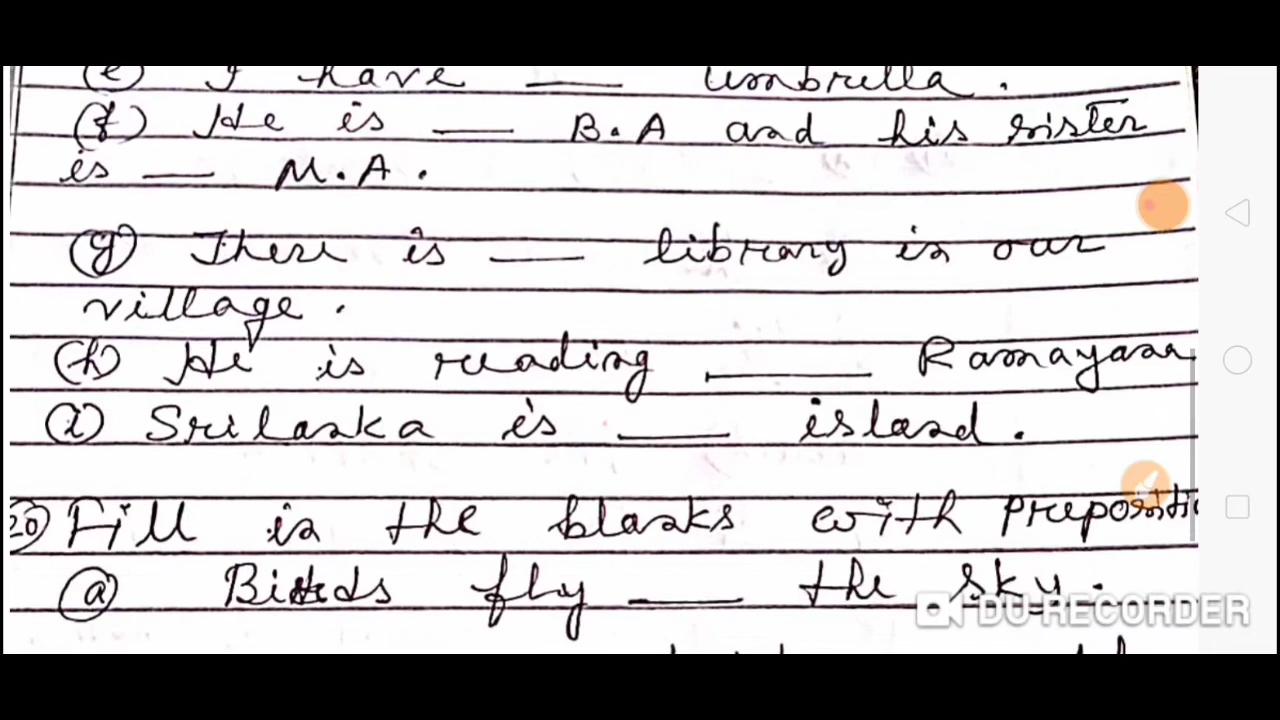 (e) I have ___ umbrella.
(f) He is ___ B.A and his sister
is ___ M.A.
(g) There is ___ library in our
village.
(h) He is reading ___ Ramayana
(i) Srilanka is ___ island.
20) Fill in the blanks with prepositio
(a) Birds fly ___ the sky.
DU RECORDER